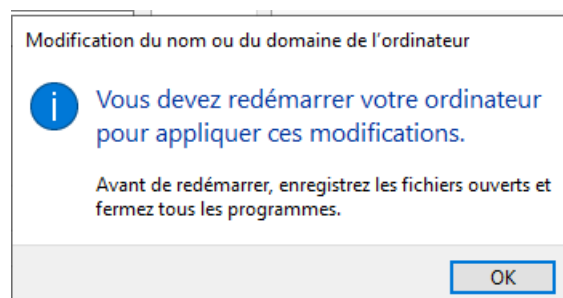 Modification du nom ou du domaine de l'ordinateur
Vous devez redémarrer votre ordinateur
pour appliquer ces modifications.
Avant de redémarrer, enregistrez les fichiers ouverts et
fermez tous les programmes.
OK